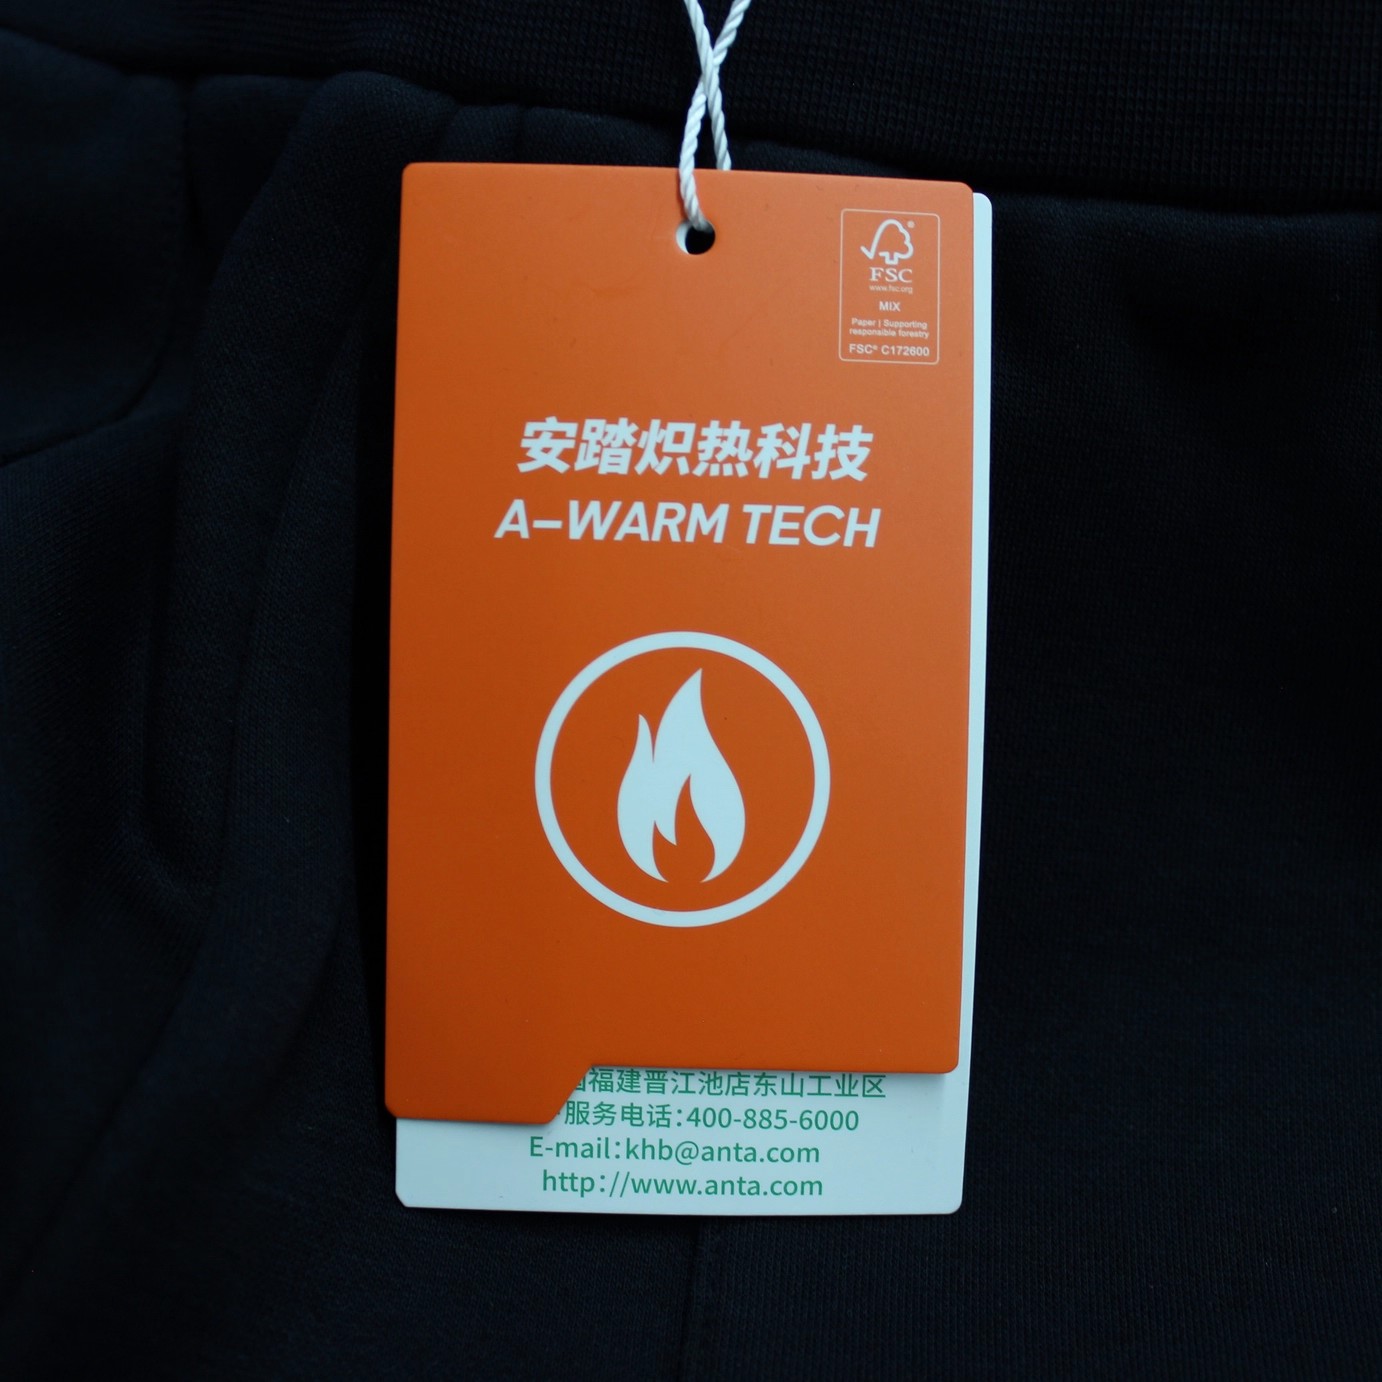 FSC®
www.fsc.org
MIX
Paper | Supporting
responsible forestry
FSC® C172600
安踏炽热科技
A-WARM TECH
福建晋江池店东山工业区
服务电话:400-885-6000
E-mail:khb@anta.com
http://www.anta.com